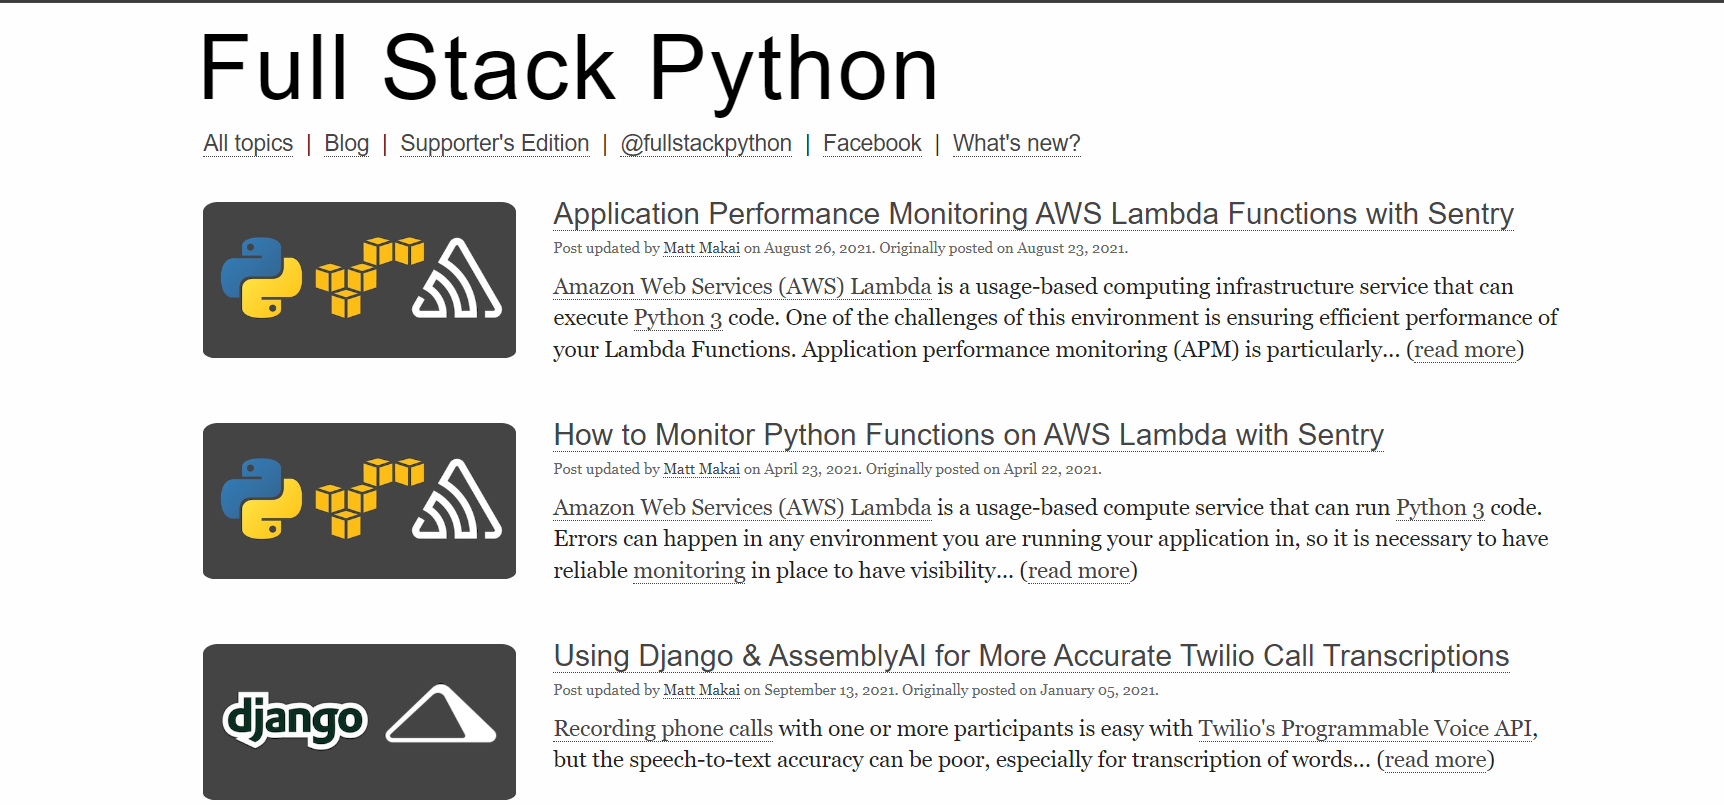 Full Stack Python
All topics | Blog | Supporter's Edition | @fullstackpython | Facebook | What's new?
Application Performance Monitoring AWS Lambda Functions with Sentry
Post updated by Matt Makai on August 26, 2021. Originally posted on August 23, 2021.
Amazon Web Services (AWS) Lambda is a usage-based computing infrastructure service that can
execute Python 3 code. One of the challenges of this environment is ensuring efficient performance of
your Lambda Functions. Application performance monitoring (APM) is particularly... (read more)
How to Monitor Python Functions on AWS Lambda with Sentry
Post updated by Matt Makai on April 23, 2021. Originally posted on April 22, 2021.
Amazon Web Services (AWS) Lambda is a usage-based compute service that can run Python 3 code.
Errors can happen in any environment you are running your application in, so it is necessary to have
reliable monitoring in place to have visibility... (read more)
django
Using Django & AssemblyAI for More Accurate Twilio Call Transcriptions
Post updated by Matt Makai on September 13, 2021. Originally posted on January 05, 2021.
Recording phone calls with one or more participants is easy with Twilio's Programmable Voice API,
but the speech-to-text accuracy can be poor, especially for transcription of words... (read more)